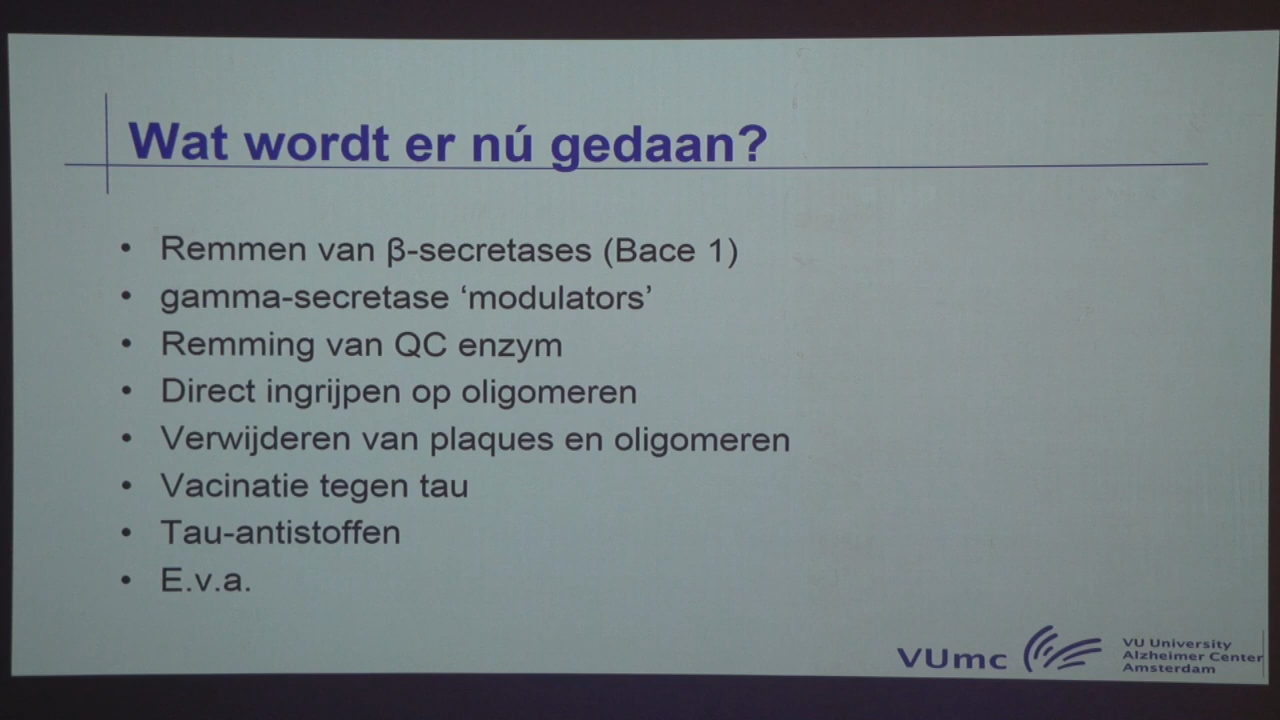 Wat wordt er nú gedaan?
• Remmen van β-secretases (Bace 1)
• gamma-secretase ‘modulators’
• Remming van QC enzym
• Direct ingrijpen op oligomeren
• Verwijderen van plaques en oligomeren
• Vacinatie tegen tau
• Tau-antistoffen
• E.v.a.
VUmc
VU University
Alzheimer Center
Amsterdam